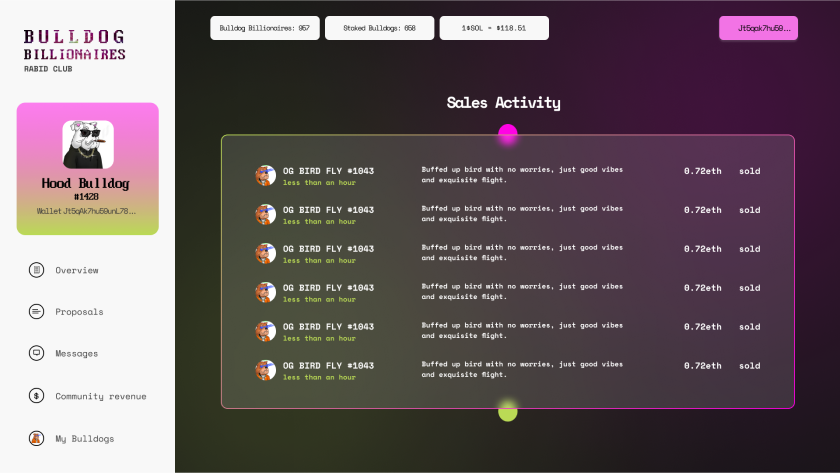 BULLDOG
BILLIONAIRES
RABID CLUB
Hood Bulldog
#1428
Wallet Jt5qAk7hu59unL78...
Overview
Proposals
Messages
Community revenue
My Bulldogs
Bulldog Billionaires: 957
Staked Bulldogs: 658
1$SOL = $118.51
Jt5qak7hu59...
Sales Activity
OG BIRD FLY #1043
less than an hour
Buffed up bird with no worries, just good vibes
and exquisite flight.
0.72eth sold
OG BIRD FLY #1043
less than an hour
Buffed up bird with no worries, just good vibes
and exquisite flight.
0.72eth sold
OG BIRD FLY #1043
less than an hour
Buffed up bird with no worries, just good vibes
and exquisite flight.
0.72eth sold
OG BIRD FLY #1043
less than an hour
Buffed up bird with no worries, just good vibes
and exquisite flight.
0.72eth sold
OG BIRD FLY #1043
less than an hour
Buffed up bird with no worries, just good vibes
and exquisite flight.
0.72eth sold
OG BIRD FLY #1043
less than an hour
Buffed up bird with no worries, just good vibes
and exquisite flight.
0.72eth sold